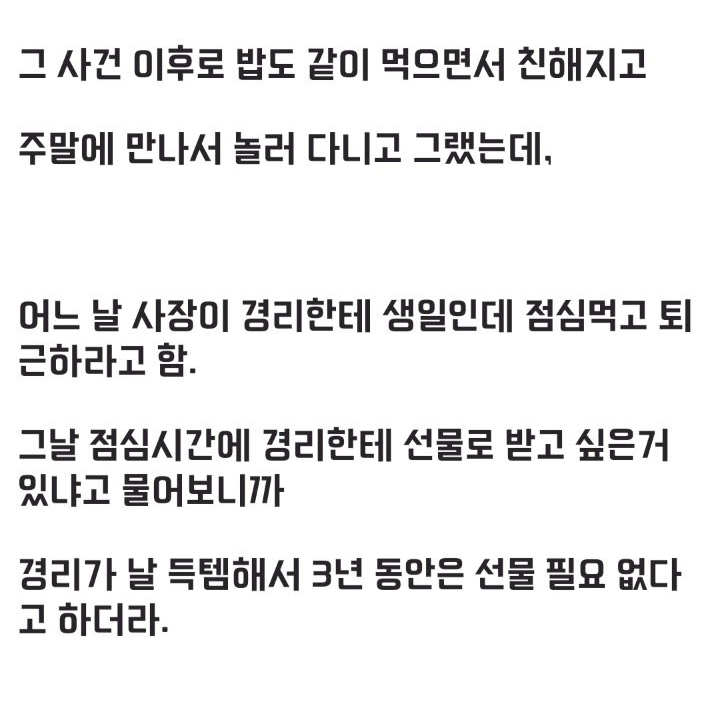 그 사건 이후로 밥도 같이 먹으면서 친해지고
주말에 만나서 놀러 다니고 그랬는데,
어느 날 사장이 경리한테 생일인데 점심먹고 퇴
근하라고 함.
그날 점심시간에 경리한테 선물로 받고 싶은거
있냐고 물어보니까
경리가 날 득템해서 3년 동안은 선물 필요 없다
고 하더라.